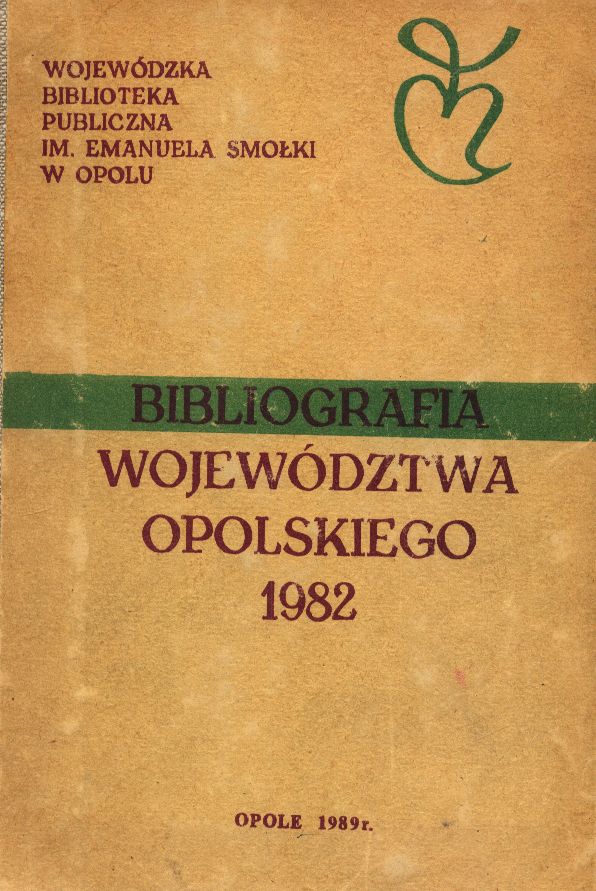 WOJEWÓDZKA
BIBLIOTEKA
PUBLICZNA
IM. EMANUELA SMOŁKI
W OPOLU
BIBLIOGRAFIA
WOJEWÓDZTWA
OPOLSKIEGO
1982
OPOLE 1989r.